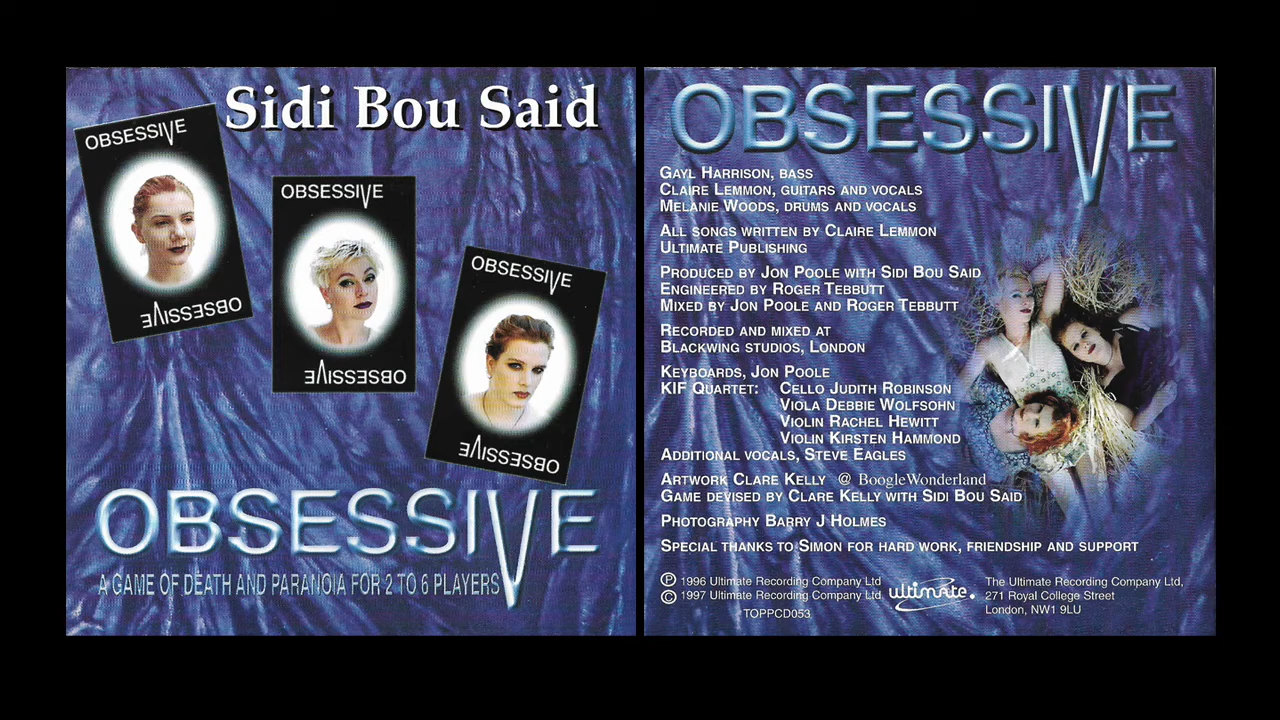 Sidi Bou Said
OBSESSIVE
OBSESSIVE
OBSESSIVE
OBSESSIVE
OBSESSIVE
OBSESSIVE
OBSESSIVE
A GAME OF DEATH AND PARANOIA FOR 2 TO 6 PLAYERS
OBSESSIVE
GAYL HARRISON, BASS
CLAIRE LEMMON, GUITARS AND VOCALS
MELANIE WOODS, DRUMS AND VOCALS
ALL SONGS WRITTEN BY CLAIRE LEMMON
ULTIMATE PUBLISHING
PRODUCED BY JON POOLE WITH SIDI BOU SAID
ENGINEERED BY ROGER TEBBUTT
MIXED BY JON POOLE AND ROGER TEBBUTT
RECORDED AND MIXED AT
BLACKWING STUDIOS, LONDON
KEYBOARDS, JON POOLE
KIF QUARTET: CELLO JUDITH ROBINSON
VIOLA DEBBIE WOLFSOHN
VIOLIN RACHEL HEWITT
VIOLIN KIRSTEN HAMMOND
ADDITIONAL VOCALS, STEVE EAGLES
ARTWORK CLARE KELLY @ BoogleWonderland
GAME DEVISED BY CLARE KELLY WITH SIDI BOU SAID
PHOTOGRAPHY BARRY J HOLMES
SPECIAL THANKS TO SIMON FOR HARD WORK, FRIENDSHIP AND SUPPORT
℗ 1996 Ultimate Recording Company Ltd
© 1997 Ultimate Recording Company Ltd
TOPPCD053
ultimate.
The Ultimate Recording Company Ltd,
271 Royal College Street
London, NW1 9LU